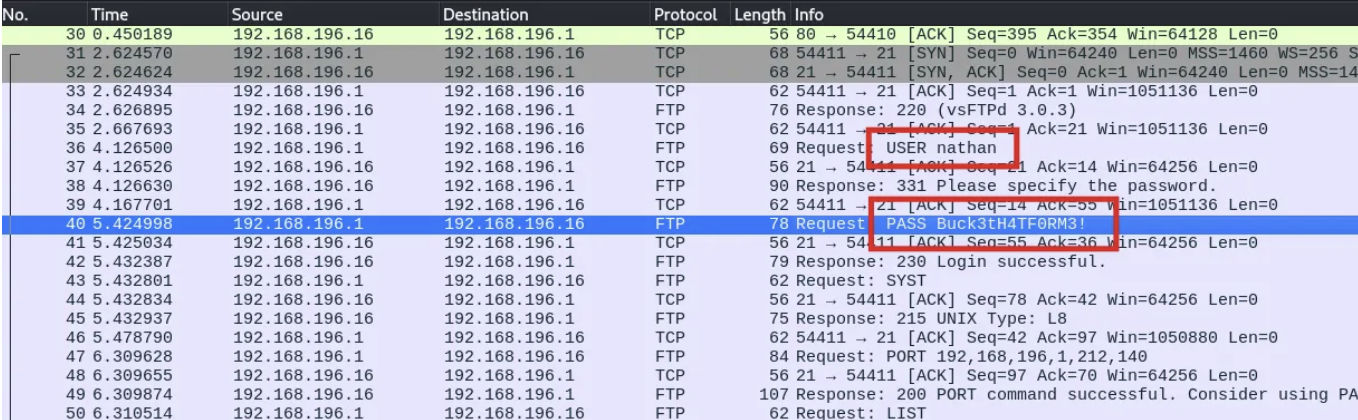 No. Time Source Destination Protocol Length Info
30 0.450189 192.168.196.16 192.168.196.1 TCP 56 80 → 54410 [ACK] Seq=395 Ack=354 Win=64128 Len=0
31 2.624570 192.168.196.1 192.168.196.16 TCP 68 54411 → 21 [SYN] Seq=0 Win=64240 Len=0 MSS=1460 WS=256 S
32 2.624624 192.168.196.16 192.168.196.1 TCP 68 21 → 54411 [SYN, ACK] Seq=0 Ack=1 Win=64240 Len=0 MSS=14
33 2.624934 192.168.196.1 192.168.196.16 TCP 62 54411 → 21 [ACK] Seq=1 Ack=1 Win=1051136 Len=0
34 2.626895 192.168.196.16 192.168.196.1 FTP 76 Response: 220 (vsFTPd 3.0.3)
35 2.667693 192.168.196.1 192.168.196.16 TCP 62 54411 → 21 [ACK] Seq=1 Ack=21 Win=1051136 Len=0
36 4.126500 192.168.196.1 192.168.196.16 FTP 69 Request: USER nathan
37 4.126526 192.168.196.16 192.168.196.1 TCP 56 21 → 54411 [ACK] Seq=21 Ack=14 Win=64256 Len=0
38 4.126630 192.168.196.16 192.168.196.1 FTP 90 Response: 331 Please specify the password.
39 4.167701 192.168.196.1 192.168.196.16 TCP 62 54411 → 21 [ACK] Seq=14 Ack=55 Win=1051136 Len=0
40 5.424998 192.168.196.1 192.168.196.16 FTP 78 Request: PASS Buck3tH4TF0RM3!
41 5.425034 192.168.196.16 192.168.196.1 TCP 56 21 → 54411 [ACK] Seq=55 Ack=36 Win=64256 Len=0
42 5.432387 192.168.196.16 192.168.196.1 FTP 79 Response: 230 Login successful.
43 5.432801 192.168.196.1 192.168.196.16 FTP 62 Request: SYST
44 5.432834 192.168.196.16 192.168.196.1 TCP 56 21 → 54411 [ACK] Seq=78 Ack=42 Win=64256 Len=0
45 5.432937 192.168.196.16 192.168.196.1 FTP 75 Response: 215 UNIX Type: L8
46 5.478790 192.168.196.1 192.168.196.16 TCP 62 54411 → 21 [ACK] Seq=42 Ack=97 Win=1050880 Len=0
47 6.309628 192.168.196.1 192.168.196.16 FTP 84 Request: PORT 192,168,196,1,212,140
48 6.309655 192.168.196.16 192.168.196.1 TCP 56 21 → 54411 [ACK] Seq=97 Ack=70 Win=64256 Len=0
49 6.309874 192.168.196.16 192.168.196.1 FTP 107 Response: 200 PORT command successful. Consider using PA
50 6.310514 192.168.196.1 192.168.196.16 FTP 62 Request: LIST